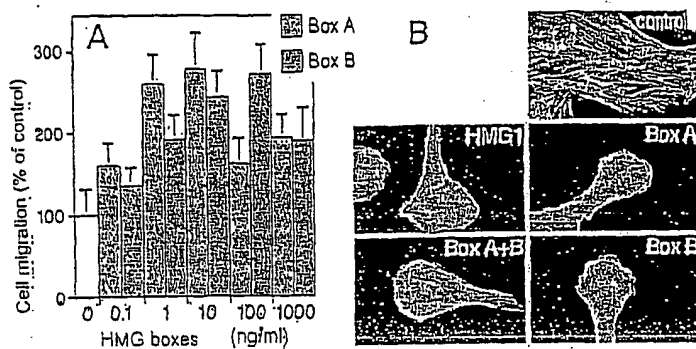 A
Box A
Box B
Cell migration (% of control)
300
200
100
0
0 0.1 1 10 100 1000
HMG boxes (ng/ml)
B
control
HMG1
Box A
Box A+B
Box B